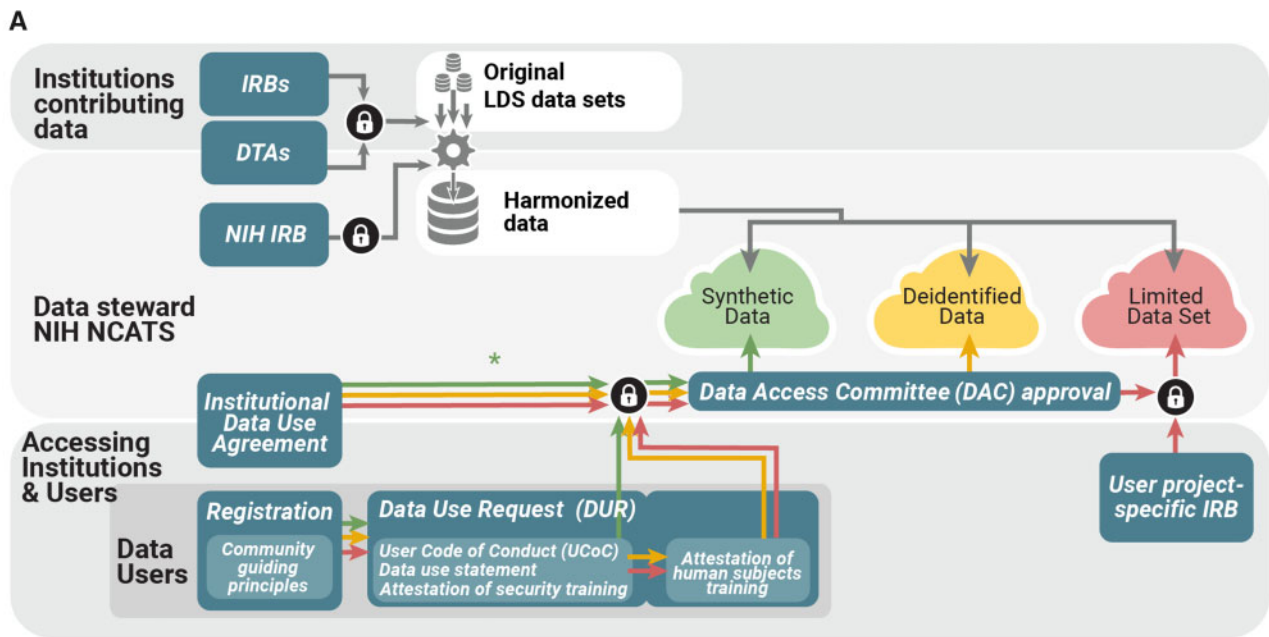 A
Institutions
contributing
data
IRBs
DTAs
Original
LDS data sets
NIH IRB
Harmonized
data
Data steward
NIH NCATS
Synthetic
Data
Deidentified
Data
Limited
Data Set
*
Institutional
Data Use
Agreement
Data Access Committee (DAC) approval
Accessing
Institutions
& Users
User project-
specific IRB
Data
Users
Registration
Community
guiding
principles
Data Use Request (DUR)
User Code of Conduct (UCoC)
Data use statement
Attestation of security training
Attestation of
human subjects
training